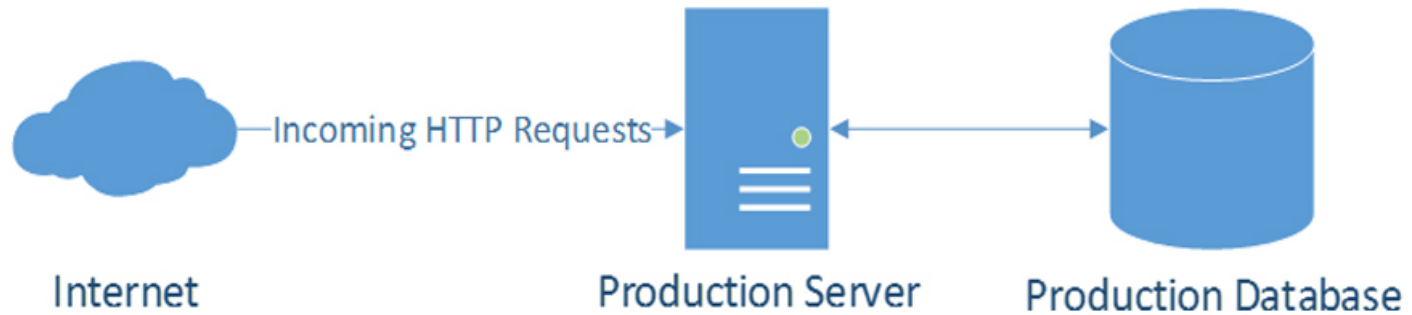 Incoming HTTP Requests
Internet
Production Server
Production Database